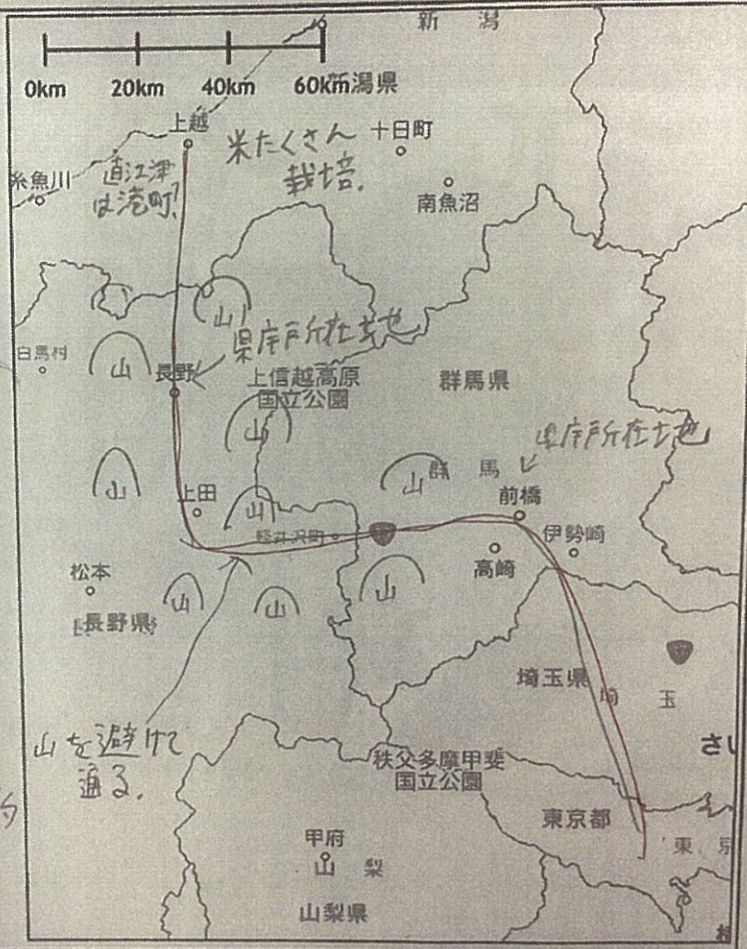 新 潟
0km 20km 40km 60km
新潟県
上越
米たくさん
栽培.
十日町
糸魚川
直江津
は港町!
南魚沼
山
白馬村
山
長野
県庁所在地
上信越高原
国立公園
群馬県
山
県庁所在地
山
上田
山
山
群 馬
前橋
軽井沢町
高崎
伊勢崎
松本
長野県
山
山
山
埼玉県
埼 玉
さい
山を避けて
通る.
秩父多摩甲斐
国立公園
東京都
東 京
甲府
山 梨
山梨県